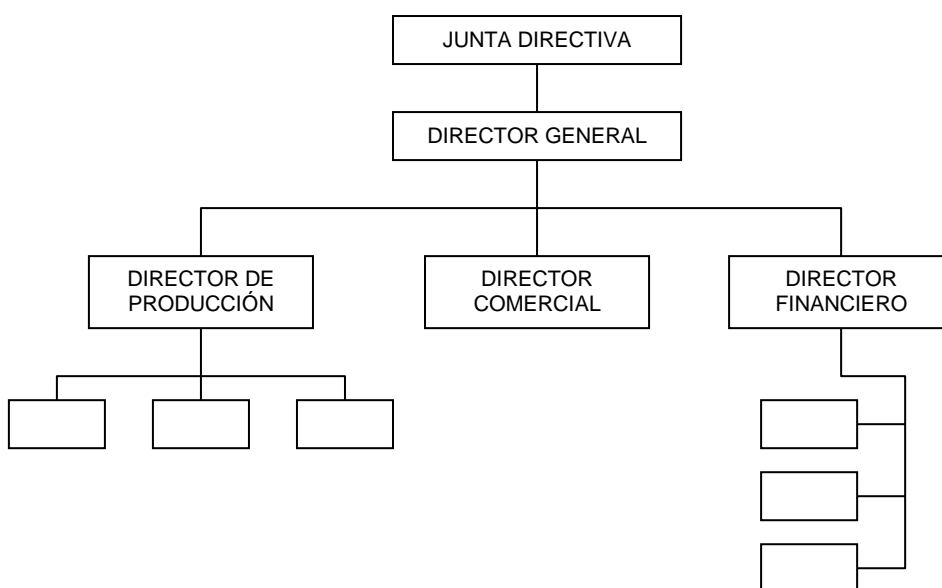 JUNTA DIRECTIVA
DIRECTOR GENERAL
DIRECTOR DE
PRODUCCIÓN
DIRECTOR
COMERCIAL
DIRECTOR
FINANCIERO